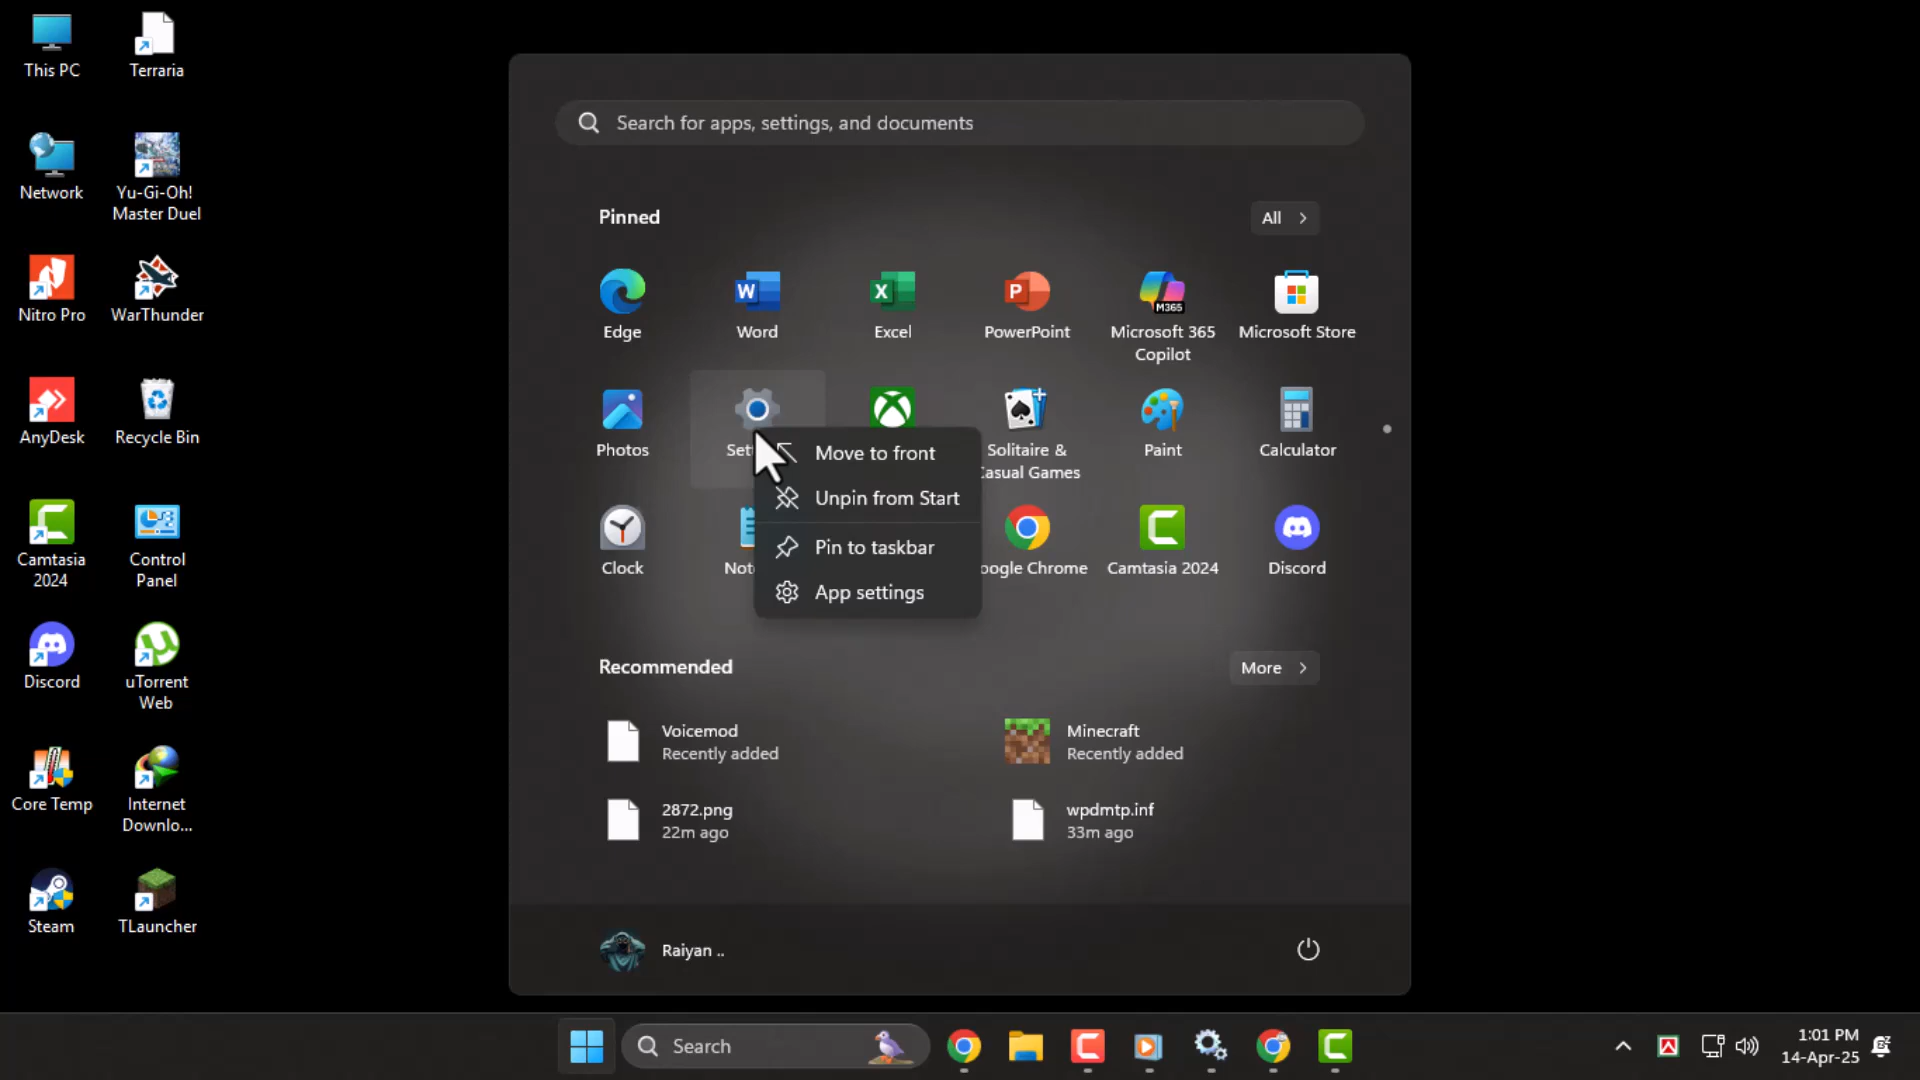 This PC
Terraria
Network
Yu-Gi-Oh!
Master Duel
Nitro Pro
WarThunder
AnyDesk
Recycle Bin
Camtasia
2024
Control
Panel
Discord
uTorrent
Web
Core Temp
Internet
Downlo...
Steam
TLauncher
Search for apps, settings, and documents
Pinned
All
Edge
Word
Excel
PowerPoint
M365
Microsoft 365
Copilot
Microsoft Store
Photos
Set
Solitaire &
Casual Games
Paint
Calculator
Move to front
Unpin from Start
Pin to taskbar
App settings
Clock
Not
oogle Chrome
Camtasia 2024
Discord
Recommended
More
Voicemod
Recently added
Minecraft
Recently added
2872.png
22m ago
wpdmtp.inf
33m ago
Raiyan ..
Search
1:01 PM
14-Apr-25